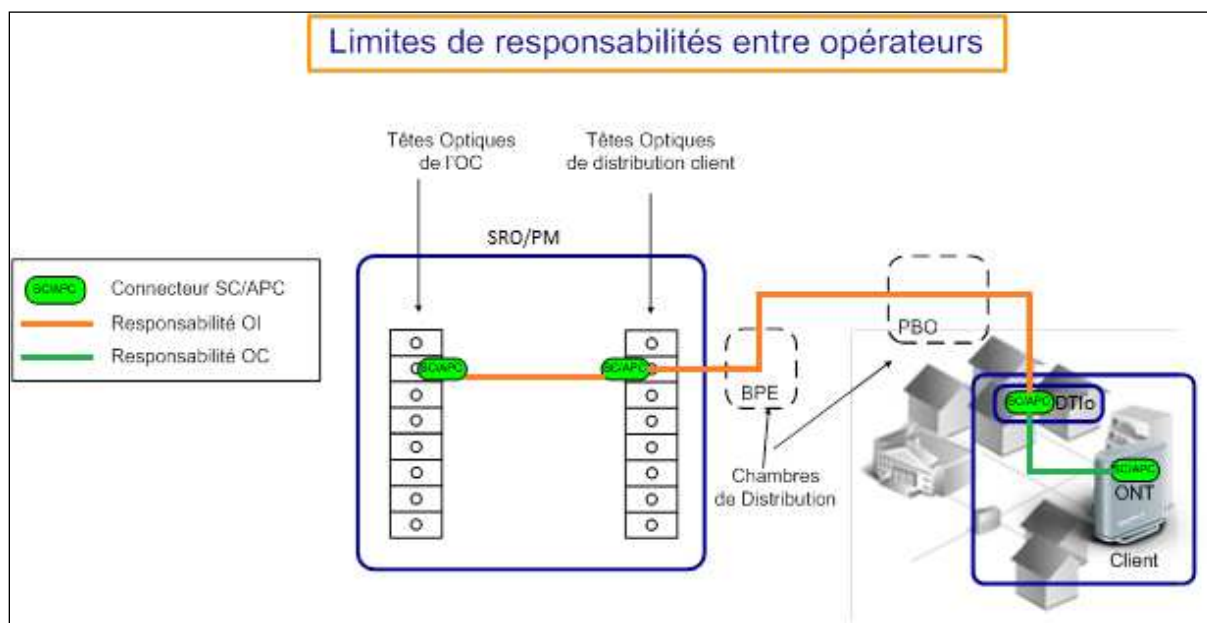 Limites de responsabilités entre opérateurs
Têtes Optiques
de l'OC
Têtes Optiques
de distribution client
SRO/PM
SC/APC Connecteur SC/APC
Responsabilité OI
Responsabilité OC
SC/APC
SC/APC
BPE
PBO
SC/APC DTIo
SC/APC
ONT
Client
Chambres
de Distribution